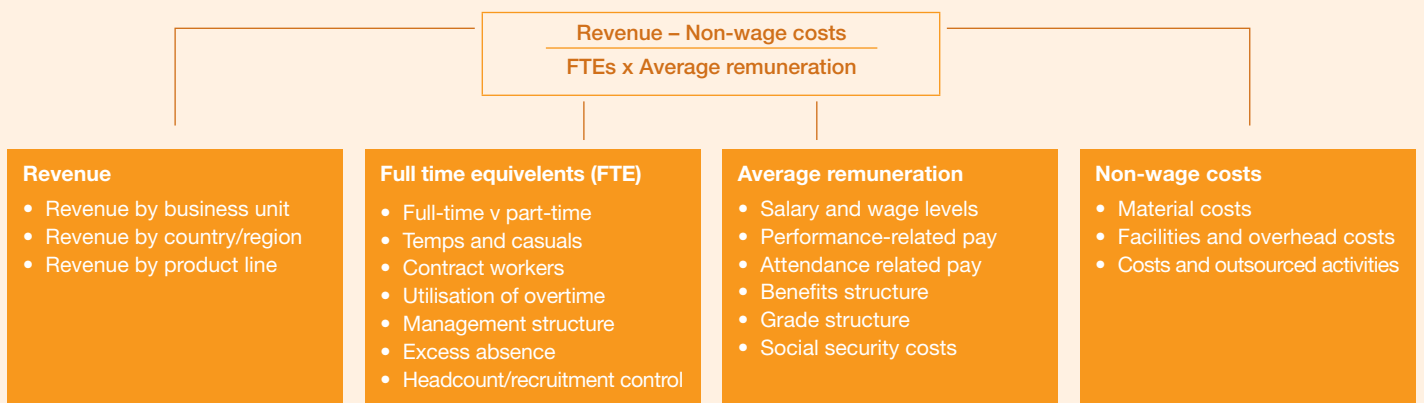 Revenue – Non-wage costs
FTEs x Average remuneration
Revenue
• Revenue by business unit
• Revenue by country/region
• Revenue by product line
Full time equivelents (FTE)
• Full-time v part-time
• Temps and casuals
• Contract workers
• Utilisation of overtime
• Management structure
• Excess absence
• Headcount/recruitment control
Average remuneration
• Salary and wage levels
• Performance-related pay
• Attendance related pay
• Benefits structure
• Grade structure
• Social security costs
Non-wage costs
• Material costs
• Facilities and overhead costs
• Costs and outsourced activities